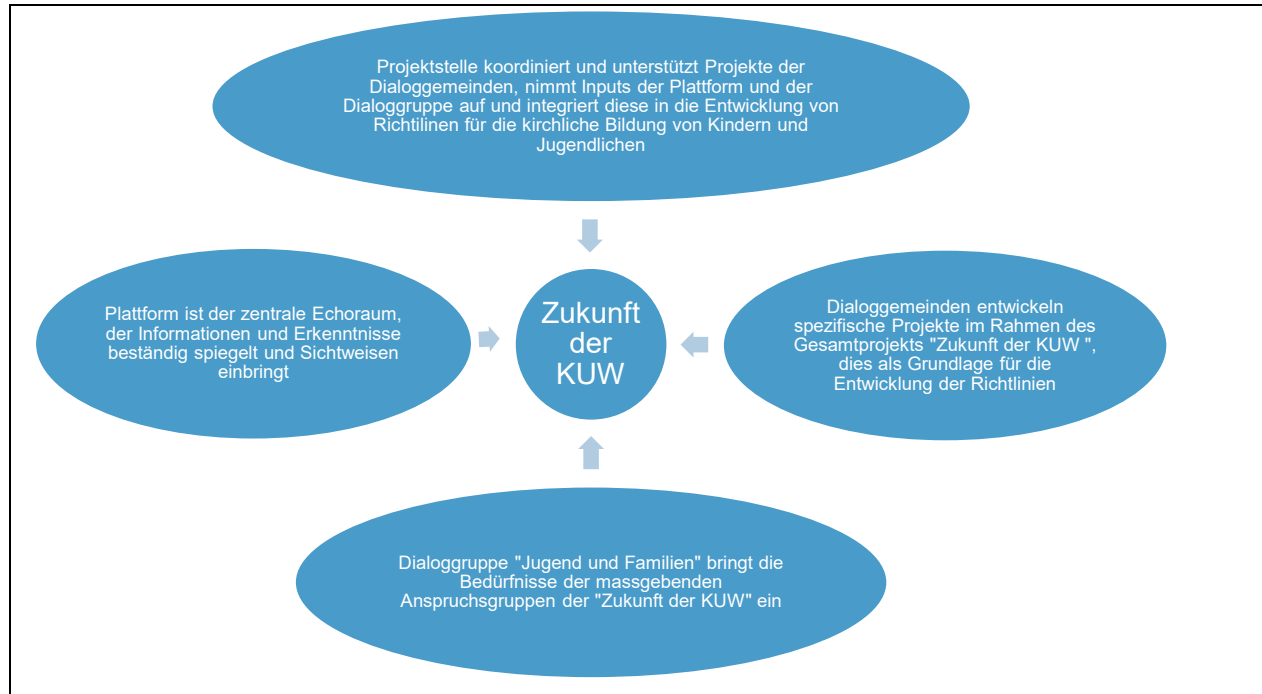 Projektstelle koordiniert und unterstützt Projekte der
Dialoggemeinden, nimmt Inputs der Plattform und der
Dialoggruppe auf und integriert diese in die Entwicklung von
Richtilinen für die kirchliche Bildung von Kindern und
Jugendlichen
Plattform ist der zentrale Echoraum,
der Informationen und Erkenntnisse
beständig spiegelt und Sichtweisen
einbringt
Zukunft
der
KUW
Dialoggemeinden entwickeln
spezifische Projekte im Rahmen des
Gesamtprojekts "Zukunft der KUW ",
dies als Grundlage für die
Entwicklung der Richtlinien
Dialoggruppe "Jugend und Familien" bringt die
Bedürfnisse der massgebenden
Anspruchsgruppen der "Zukunft der KUW" ein